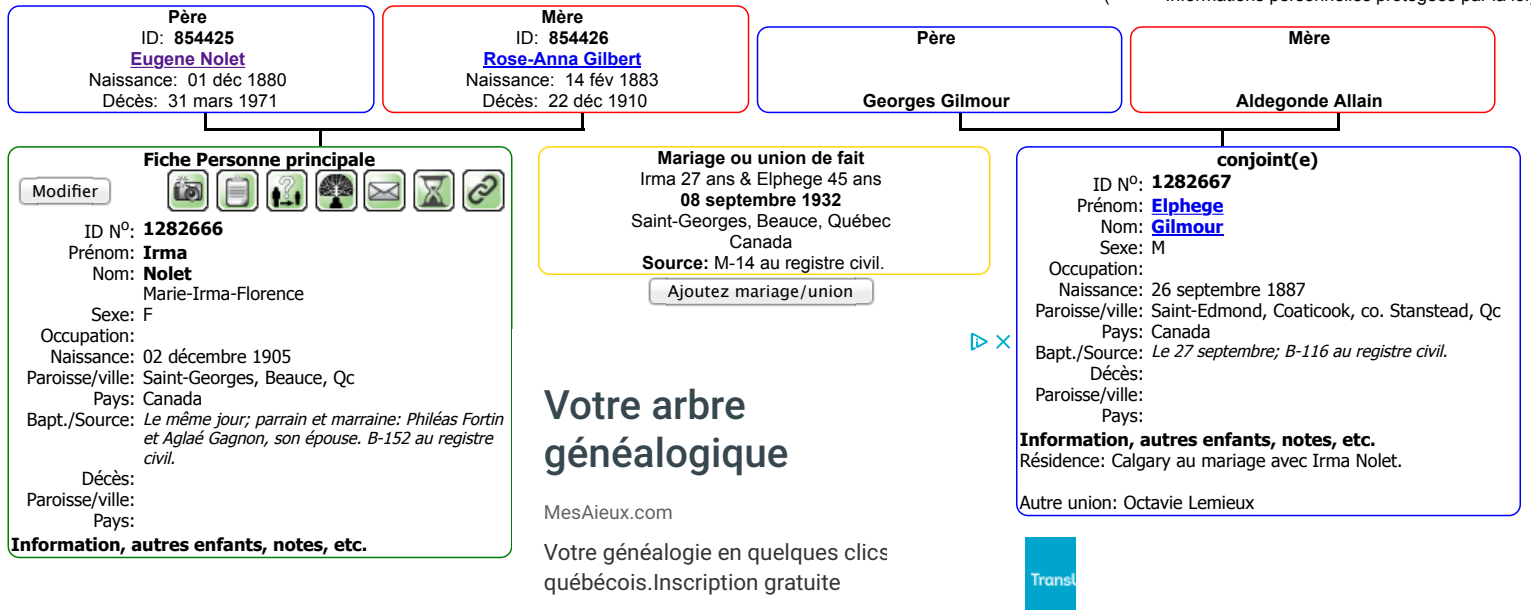 Informations personnelles protégées par la loi)
Père
ID: 854425
Eugene Nolet
Naissance: 01 déc 1880
Décès: 31 mars 1971
Mère
ID: 854426
Rose-Anna Gilbert
Naissance: 14 fév 1883
Décès: 22 déc 1910
Père
Georges Gilmour
Mère
Aldegonde Allain
Fiche Personne principale
Modifier
ID Nº: 1282666
Prénom: Irma
Nom: Nolet
Marie-Irma-Florence
Sexe: F
Occupation:
Naissance: 02 décembre 1905
Paroisse/ville: Saint-Georges, Beauce, Qc
Pays: Canada
Bapt./Source: Le même jour; parrain et marraine: Philéas Fortin
et Aglaé Gagnon, son épouse. B-152 au registre
civil.
Décès:
Paroisse/ville:
Pays:
Information, autres enfants, notes, etc.
Mariage ou union de fait
Irma 27 ans & Elphege 45 ans
08 septembre 1932
Saint-Georges, Beauce, Québec
Canada
Source: M-14 au registre civil.
Ajoutez mariage/union
Votre arbre
généalogique
MesAieux.com
Votre généalogie en quelques clics
québécois.Inscription gratuite
conjoint(e)
ID Nº: 1282667
Prénom: Elphege
Nom: Gilmour
Sexe: M
Occupation:
Naissance: 26 septembre 1887
Paroisse/ville: Saint-Edmond, Coaticook, co. Stanstead, Qc
Pays: Canada
Bapt./Source: Le 27 septembre; B-116 au registre civil.
Décès:
Paroisse/ville:
Pays:
Information, autres enfants, notes, etc.
Résidence: Calgary au mariage avec Irma Nolet.
Autre union: Octavie Lemieux
Transl